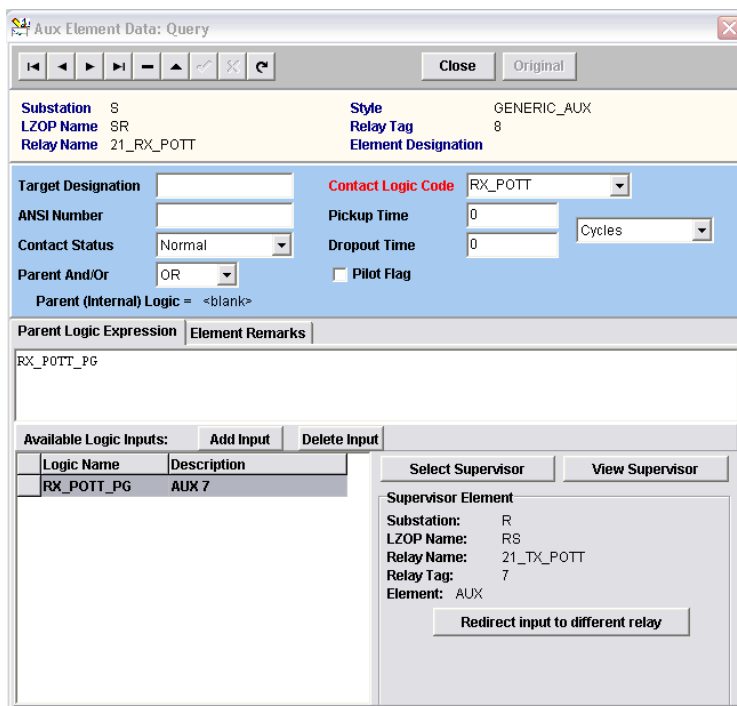 Aux Element Data: Query
Close Original
Substation S Style GENERIC_AUX
LZOP Name SR Relay Tag 8
Relay Name 21_RX_POTT Element Designation
Target Designation Contact Logic Code RX_POTT
ANSI Number Pickup Time 0
Cycles
Contact Status Normal Dropout Time 0
Parent And/Or OR Pilot Flag
Parent (Internal) Logic = <blank>
Parent Logic Expression Element Remarks
RX_POTT_PG
Available Logic Inputs: Add Input Delete Input
Logic Name Description
RX_POTT_PG AUX 7
Select Supervisor View Supervisor
Supervisor Element
Substation: R
LZOP Name: RS
Relay Name: 21_TX_POTT
Relay Tag: 7
Element: AUX
Redirect input to different relay